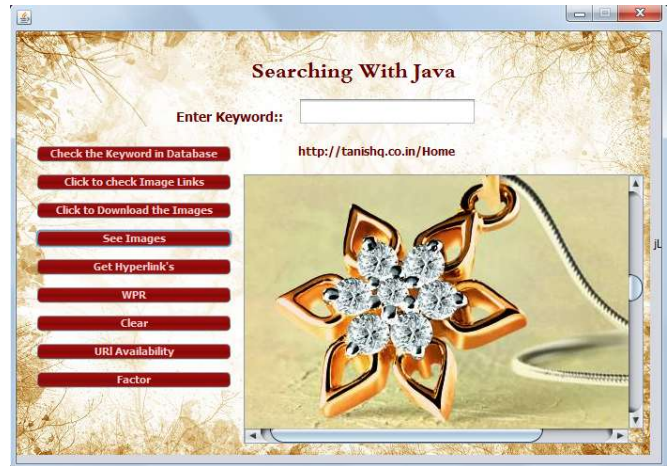 Searching With Java
Enter Keyword::
http://tanishq.co.in/Home
Check the Keyword in Database
Click to check Image Links
Click to Download the Images
See Images
Get Hyperlink's
WPR
Clear
URl Availability
Factor
jL